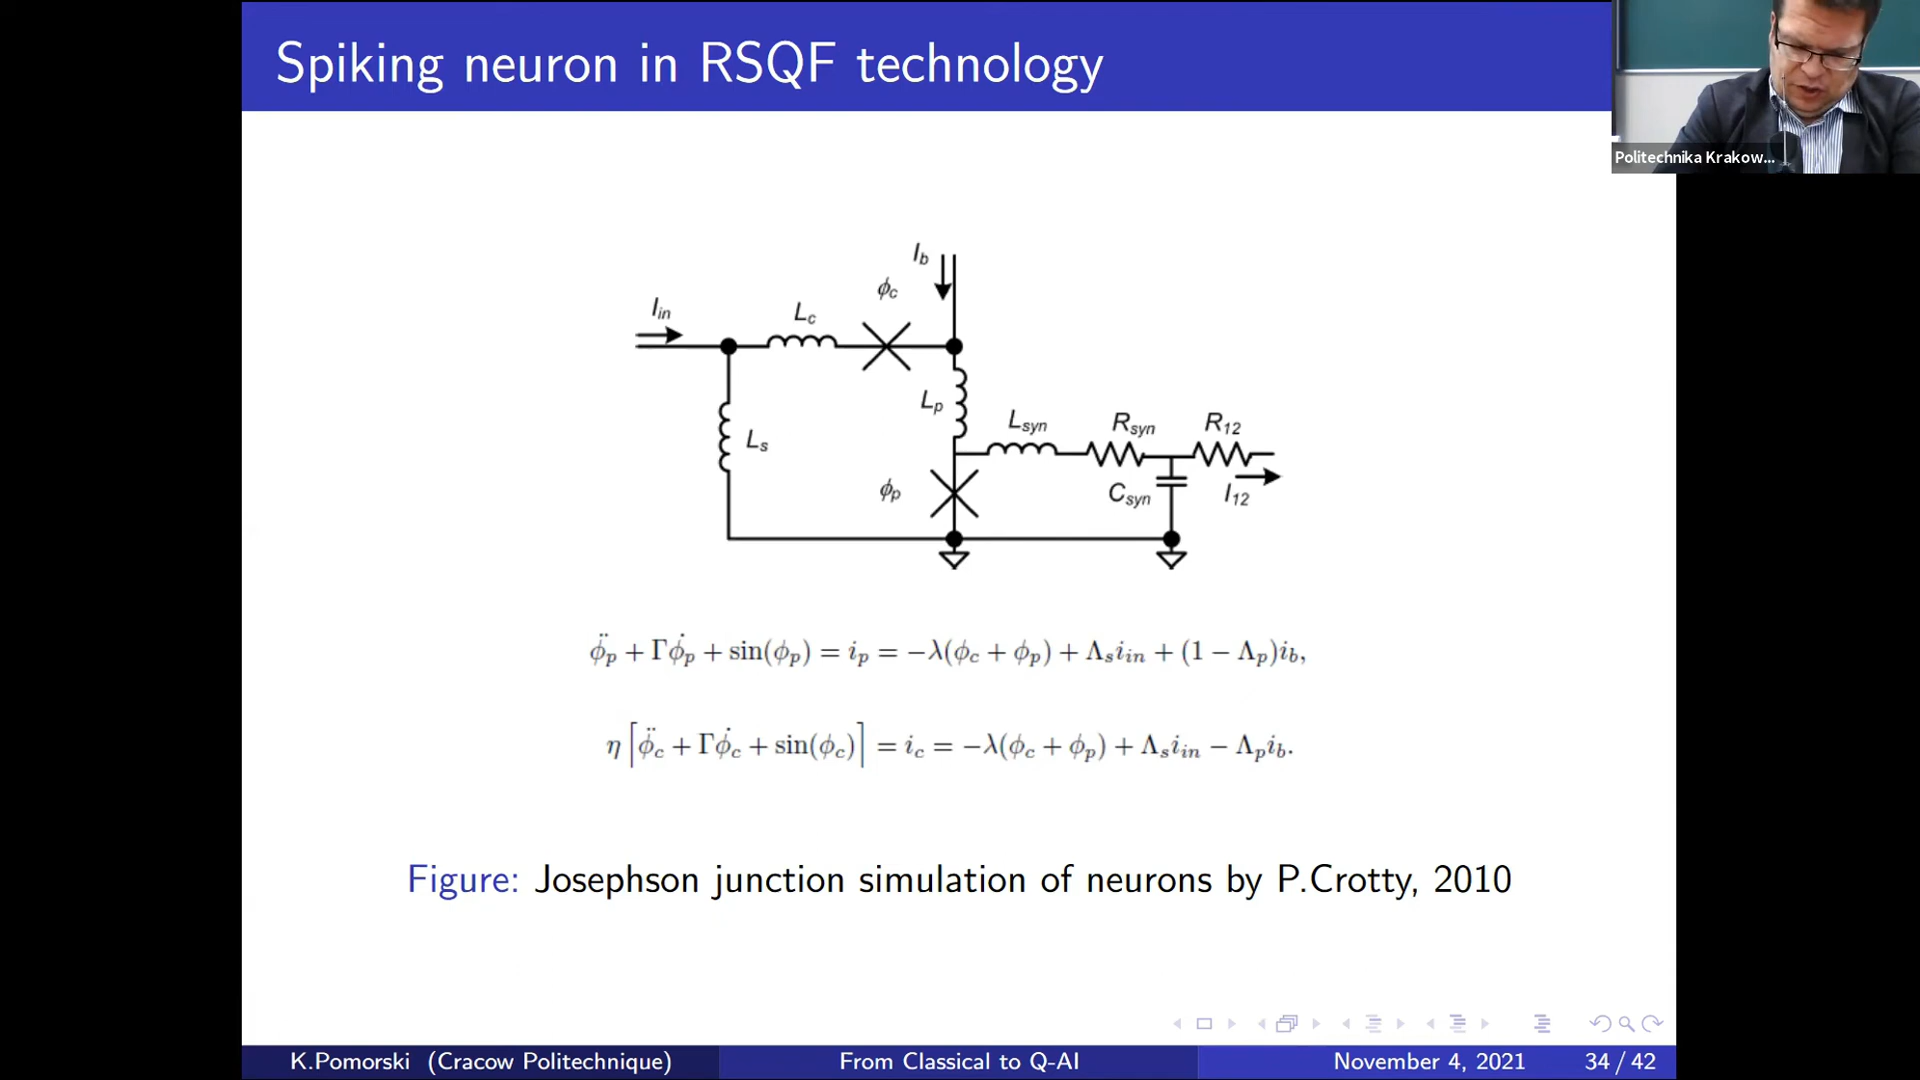 Spiking neuron in RSQF technology
Politechnika Krakow...
I_b
ϕ_c
I_in
L_c
L_p
L_s
L_syn
R_syn
R_12
ϕ_p
C_syn
I_12
ϕ̈_p + Γϕ̇_p + sin(ϕ_p) = i_p = −λ(ϕ_c + ϕ_p) + Λ_s i_in + (1 − Λ_p)i_b,
η [ϕ̈_c + Γϕ̇_c + sin(ϕ_c)] = i_c = −λ(ϕ_c + ϕ_p) + Λ_s i_in − Λ_p i_b.
Figure: Josephson junction simulation of neurons by P.Crotty, 2010
K.Pomorski (Cracow Politechnique) From Classical to Q-AI November 4, 2021 34 / 42